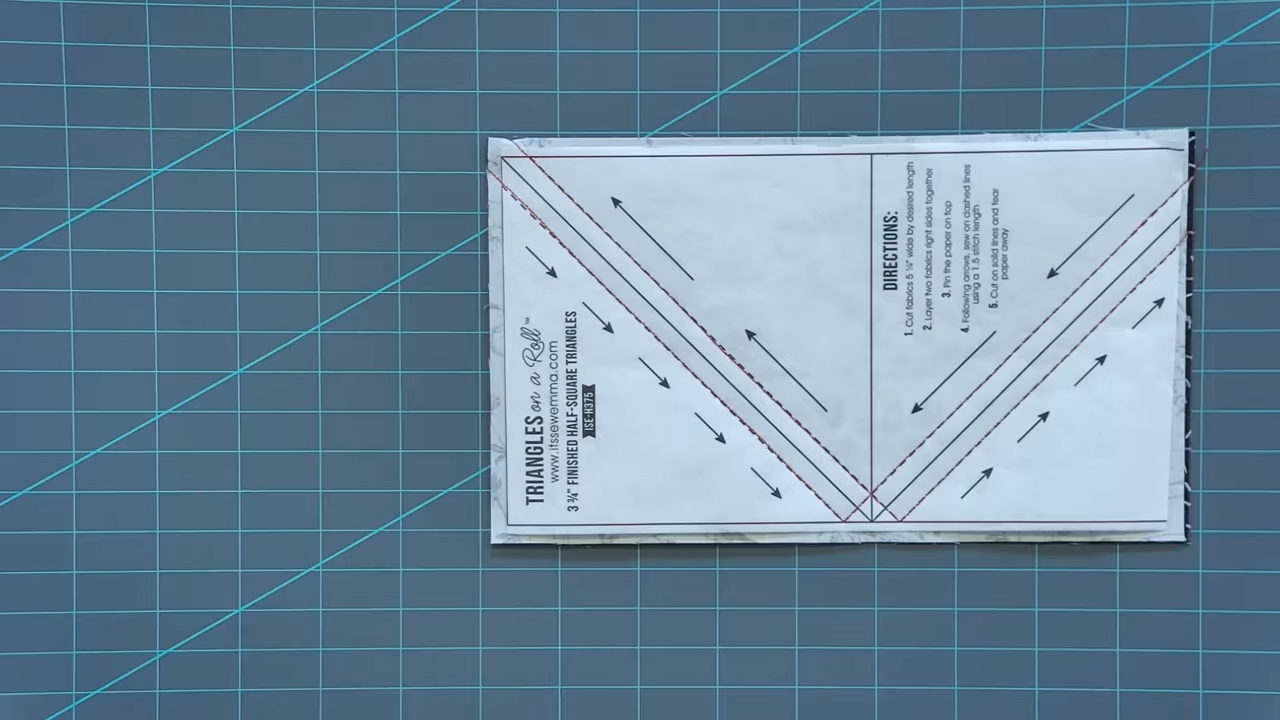 TRIANGLES on a Roll™
www.itssewemma.com
3 ¾" FINISHED HALF-SQUARE TRIANGLES
ISE-H375
DIRECTIONS:
1. Cut fabrics 5 ¼" wide by desired length
2. Layer two fabrics right sides together
3. Pin the paper on top
4. Following arrows, sew on dashed lines
using a 1.5 stitch length
5. Cut on solid lines and tear
paper away